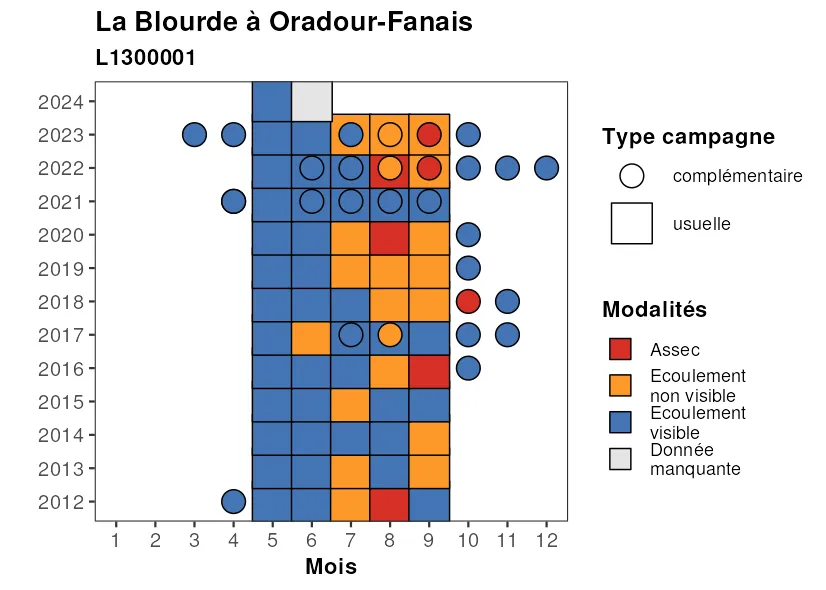 La Blourde à Oradour-Fanais
L1300001
2024
2023
2022
2021
2020
2019
2018
2017
2016
2015
2014
2013
2012
1 2 3 4 5 6 7 8 9 10 11 12
Mois
Type campagne
complémentaire
usuelle
Modalités
Assec
Ecoulement
non visible
Ecoulement
visible
Donnée
manquante